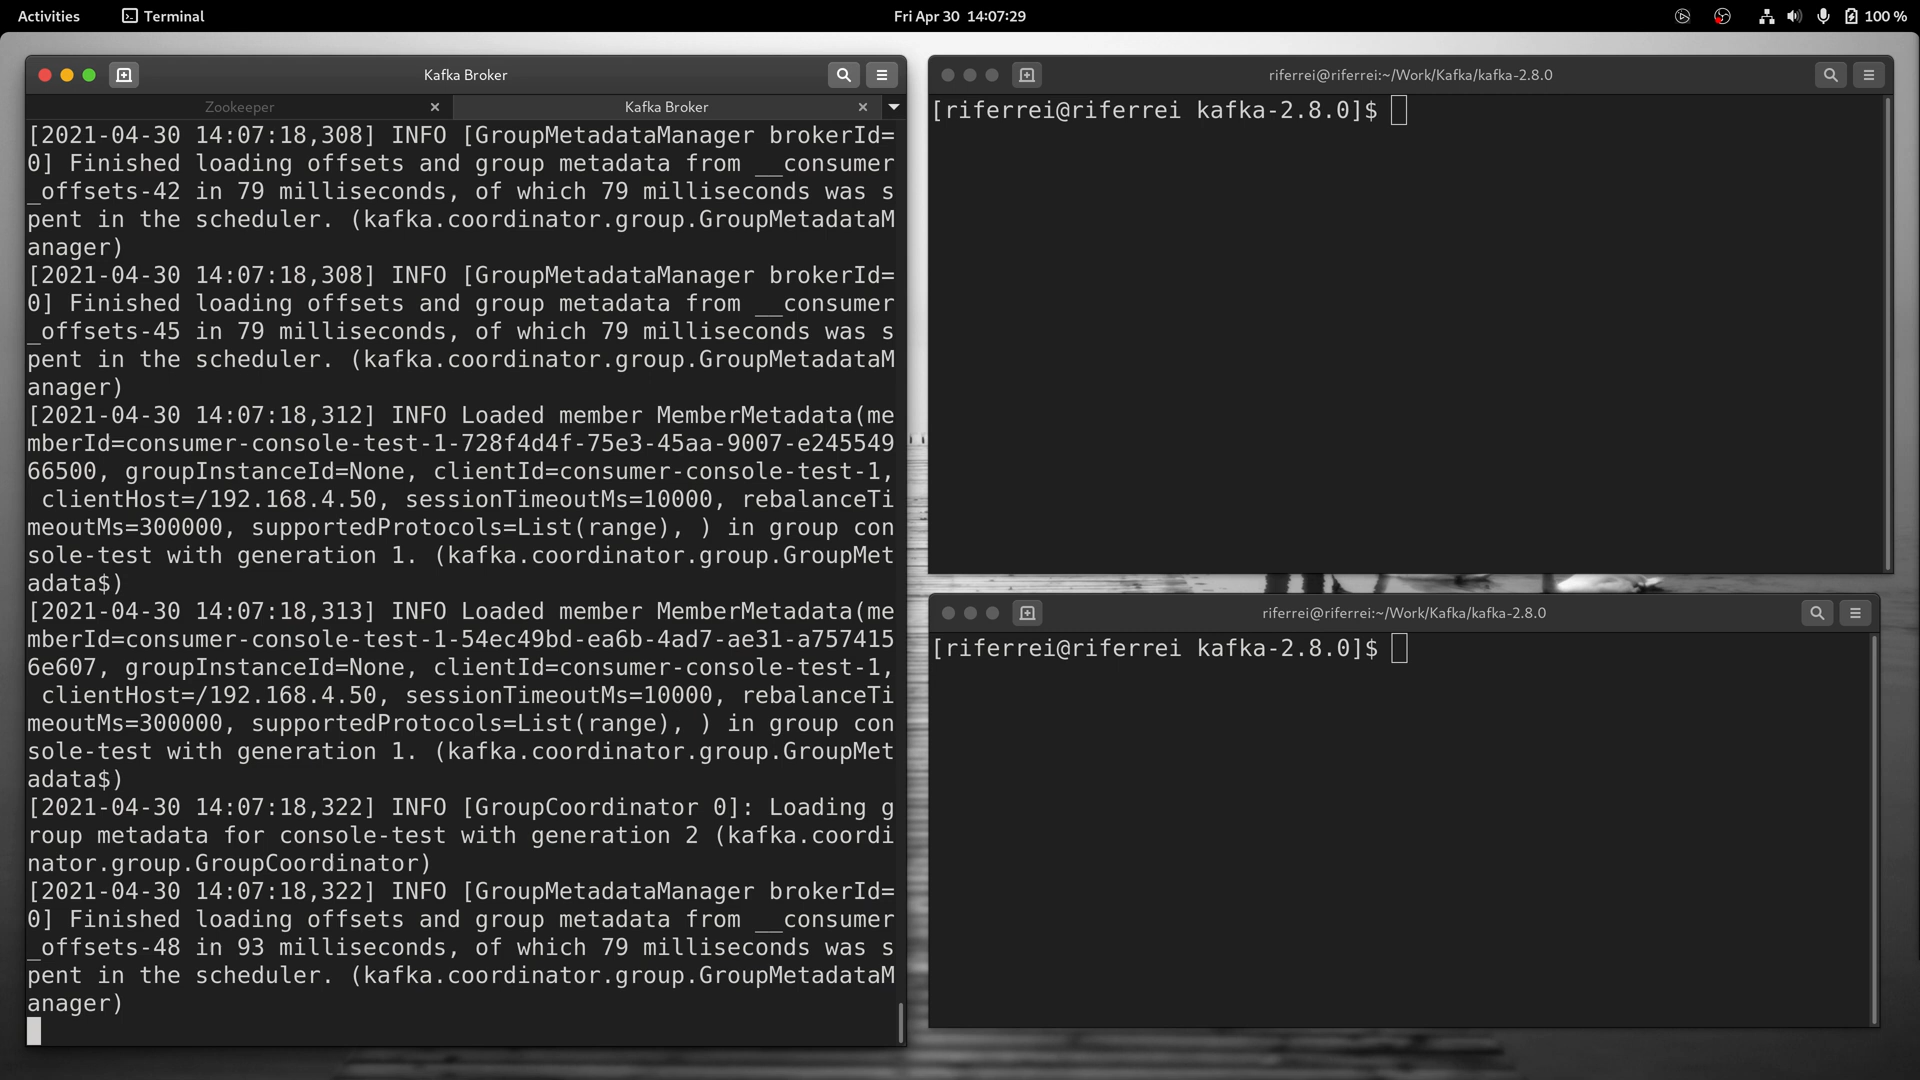 Activities
Terminal
Fri Apr 30 14:07:29
100 %
Kafka Broker
Zookeeper
Kafka Broker
[2021-04-30 14:07:18,308] INFO [GroupMetadataManager brokerId=
0] Finished loading offsets and group metadata from __consumer
_offsets-42 in 79 milliseconds, of which 79 milliseconds was s
pent in the scheduler. (kafka.coordinator.group.GroupMetadataM
anager)
[2021-04-30 14:07:18,308] INFO [GroupMetadataManager brokerId=
0] Finished loading offsets and group metadata from __consumer
_offsets-45 in 79 milliseconds, of which 79 milliseconds was s
pent in the scheduler. (kafka.coordinator.group.GroupMetadataM
anager)
[2021-04-30 14:07:18,312] INFO Loaded member MemberMetadata(me
mberId=consumer-console-test-1-728f4d4f-75e3-45aa-9007-e245549
66500, groupInstanceId=None, clientId=consumer-console-test-1,
 clientHost=/192.168.4.50, sessionTimeoutMs=10000, rebalanceTi
meoutMs=300000, supportedProtocols=List(range), ) in group con
sole-test with generation 1. (kafka.coordinator.group.GroupMet
adata$)
[2021-04-30 14:07:18,313] INFO Loaded member MemberMetadata(me
mberId=consumer-console-test-1-54ec49bd-ea6b-4ad7-ae31-a757415
6e607, groupInstanceId=None, clientId=consumer-console-test-1,
 clientHost=/192.168.4.50, sessionTimeoutMs=10000, rebalanceTi
meoutMs=300000, supportedProtocols=List(range), ) in group con
sole-test with generation 1. (kafka.coordinator.group.GroupMet
adata$)
[2021-04-30 14:07:18,322] INFO [GroupCoordinator 0]: Loading g
roup metadata for console-test with generation 2 (kafka.coordi
nator.group.GroupCoordinator)
[2021-04-30 14:07:18,322] INFO [GroupMetadataManager brokerId=
0] Finished loading offsets and group metadata from __consumer
_offsets-48 in 93 milliseconds, of which 79 milliseconds was s
pent in the scheduler. (kafka.coordinator.group.GroupMetadataM
anager)
riferrei@riferrei:~/Work/Kafka/kafka-2.8.0
[riferrei@riferrei kafka-2.8.0]$
riferrei@riferrei:~/Work/Kafka/kafka-2.8.0
[riferrei@riferrei kafka-2.8.0]$